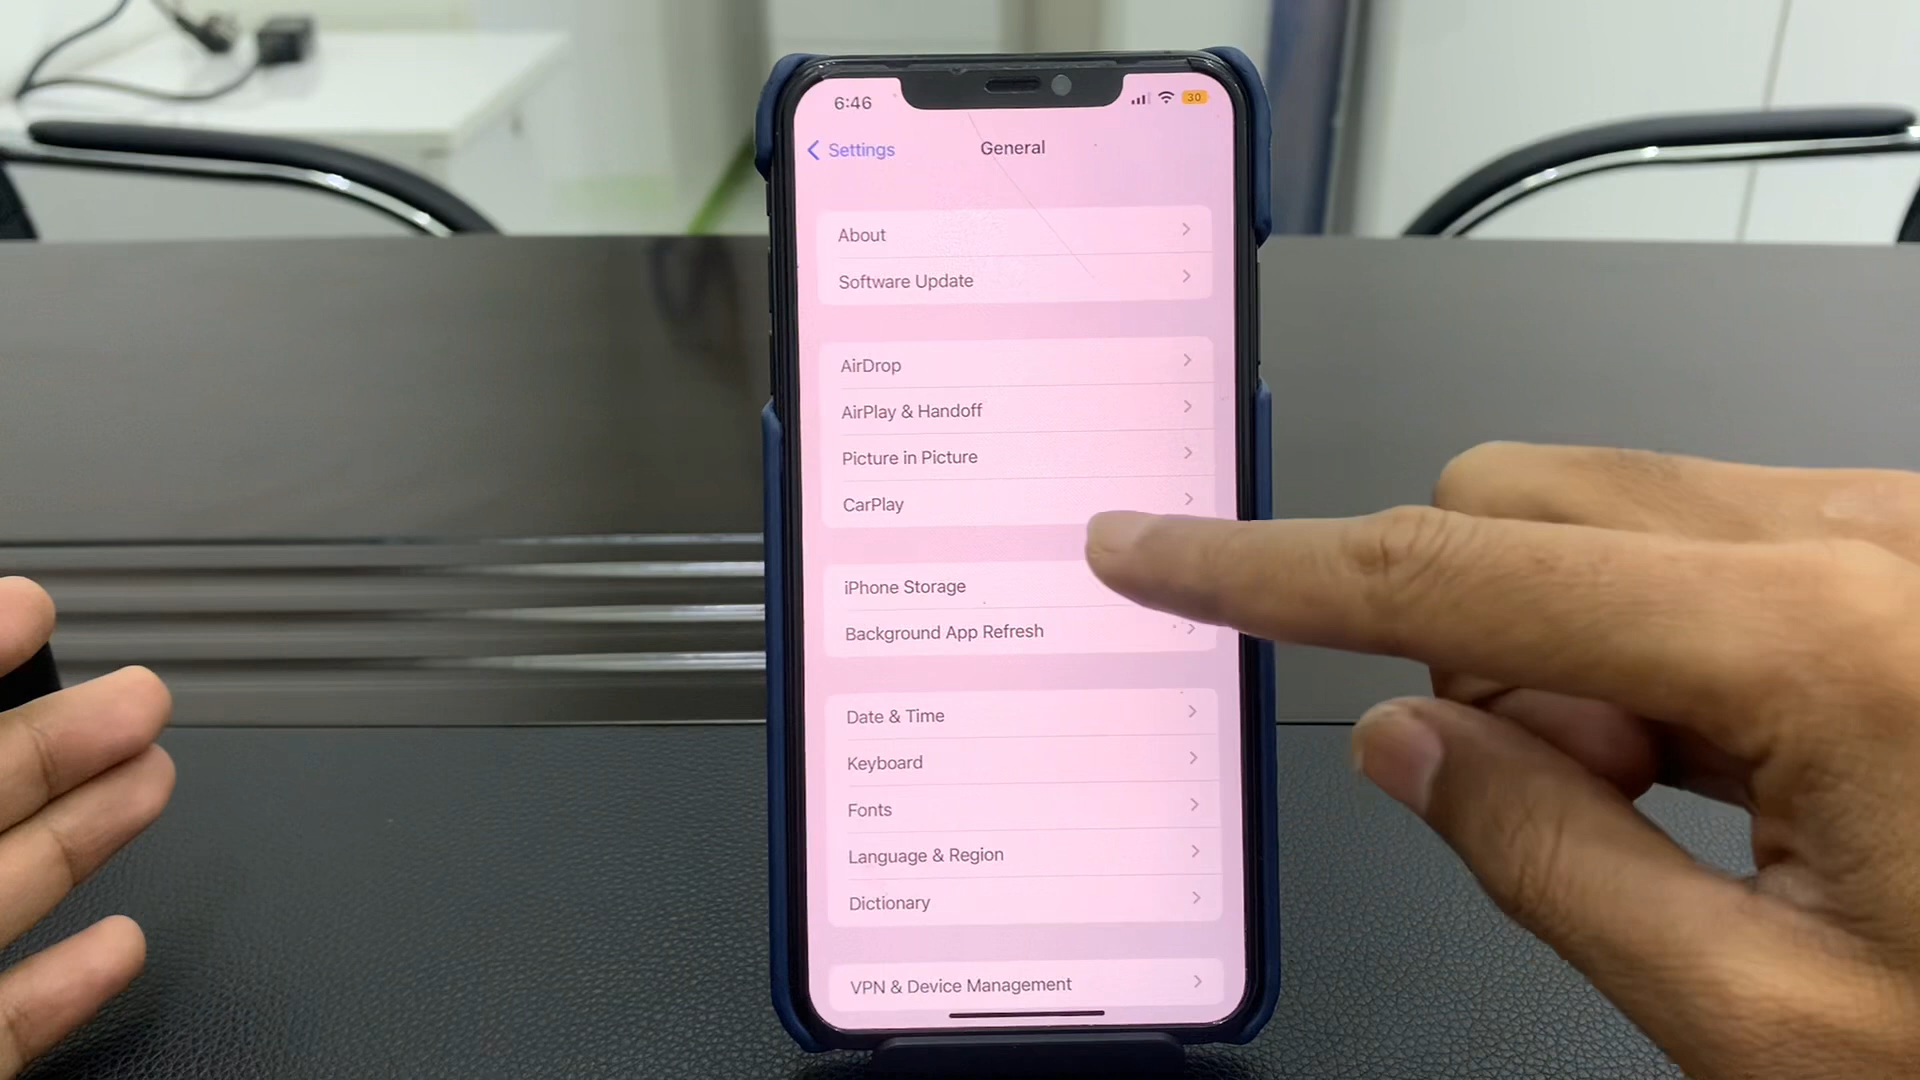 6:46
30
Settings
General
About
Software Update
AirDrop
AirPlay & Handoff
Picture in Picture
CarPlay
iPhone Storage
Background App Refresh
Date & Time
Keyboard
Fonts
Language & Region
Dictionary
VPN & Device Management